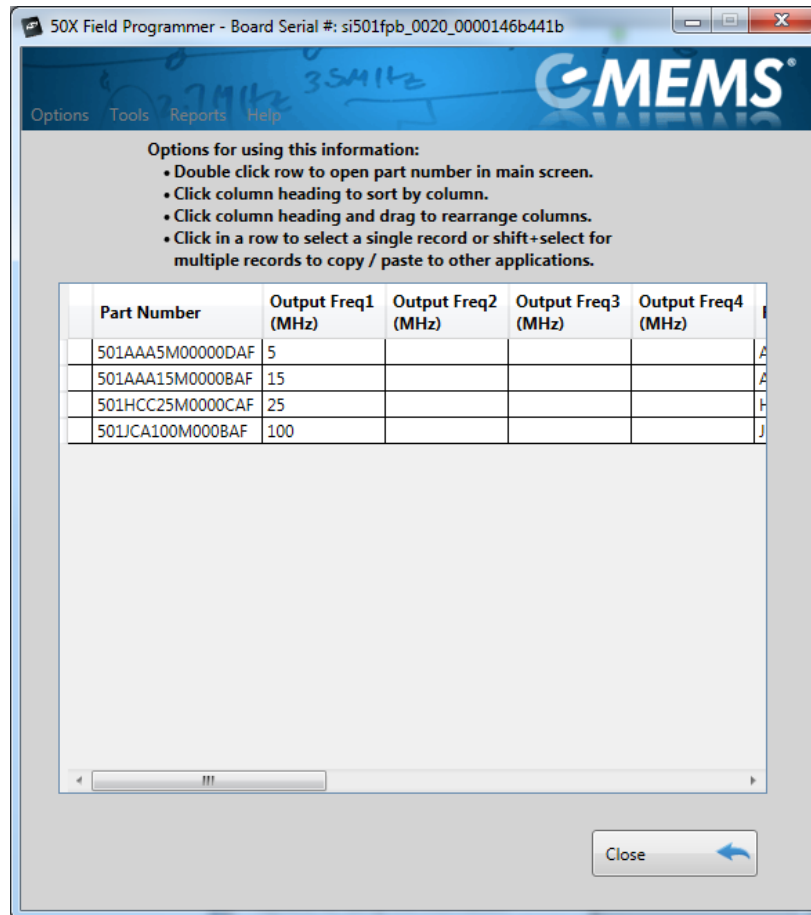 50X Field Programmer - Board Serial #: si501fpb_0020_0000146b441b
2.7MHz 35MHz
CMEMS®
Options Tools Reports Help
Options for using this information:
• Double click row to open part number in main screen.
• Click column heading to sort by column.
• Click column heading and drag to rearrange columns.
• Click in a row to select a single record or shift+select for
multiple records to copy / paste to other applications.
Part Number Output Freq1 (MHz) Output Freq2 (MHz) Output Freq3 (MHz) Output Freq4 (MHz)
501AAA5M00000DAF 5 A
501AAA15M0000BAF 15 A
501HCC25M0000CAF 25 H
501JCA100M000BAF 100 J
Close